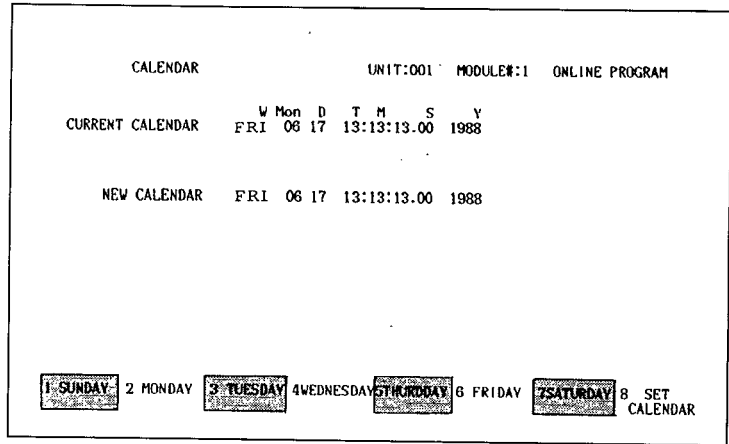 CALENDAR UNIT:001 MODULE#:1 ONLINE PROGRAM
W Mon D T M S Y
CURRENT CALENDAR FRI 06 17 13:13:13.00 1988
NEW CALENDAR FRI 06 17 13:13:13.00 1988
1 SUNDAY 2 MONDAY 3 TUESDAY 4WEDNESDAY 5THURDDAY 6 FRIDAY 7SATURDAY 8 SET
CALENDAR